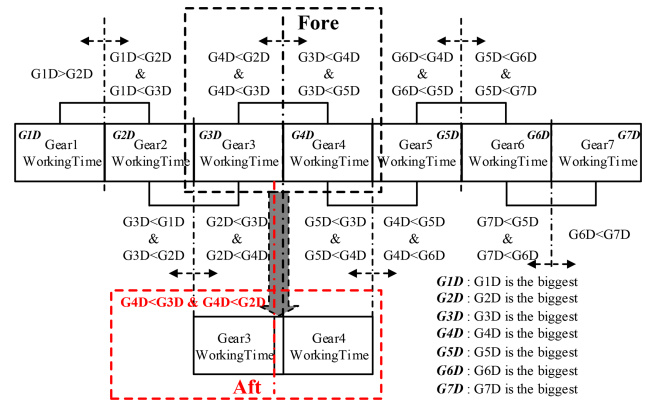 Fore
G1D>G2D
G1D<G2D
&
G1D<G3D
G4D<G2D
&
G4D<G3D
G3D<G4D
&
G3D<G5D
G6D<G4D
&
G6D<G5D
G5D<G6D
&
G5D<G7D
G1D
Gear1
WorkingTime
G2D
Gear2
WorkingTime
G3D
Gear3
WorkingTime
G4D
Gear4
WorkingTime
G5D
Gear5
WorkingTime
G6D
Gear6
WorkingTime
G7D
Gear7
WorkingTime
G3D<G1D
&
G3D<G2D
G2D<G3D
&
G2D<G4D
G5D<G3D
&
G5D<G4D
G4D<G5D
&
G4D<G6D
G7D<G5D
&
G7D<G6D
G6D<G7D
G4D<G3D & G4D<G2D
Gear3
WorkingTime
Gear4
WorkingTime
Aft
G1D : G1D is the biggest
G2D : G2D is the biggest
G3D : G3D is the biggest
G4D : G4D is the biggest
G5D : G5D is the biggest
G6D : G6D is the biggest
G7D : G7D is the biggest